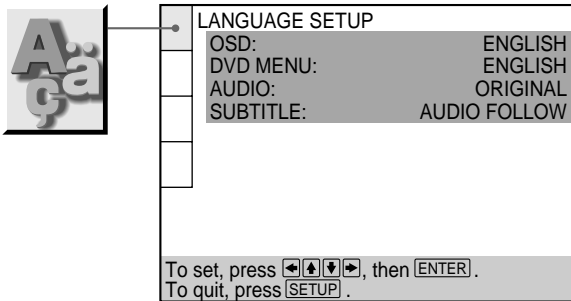 Aäç
LANGUAGE SETUP
OSD: ENGLISH
DVD MENU: ENGLISH
AUDIO: ORIGINAL
SUBTITLE: AUDIO FOLLOW
To set, press ←↑↓→, then ENTER.
To quit, press SETUP.